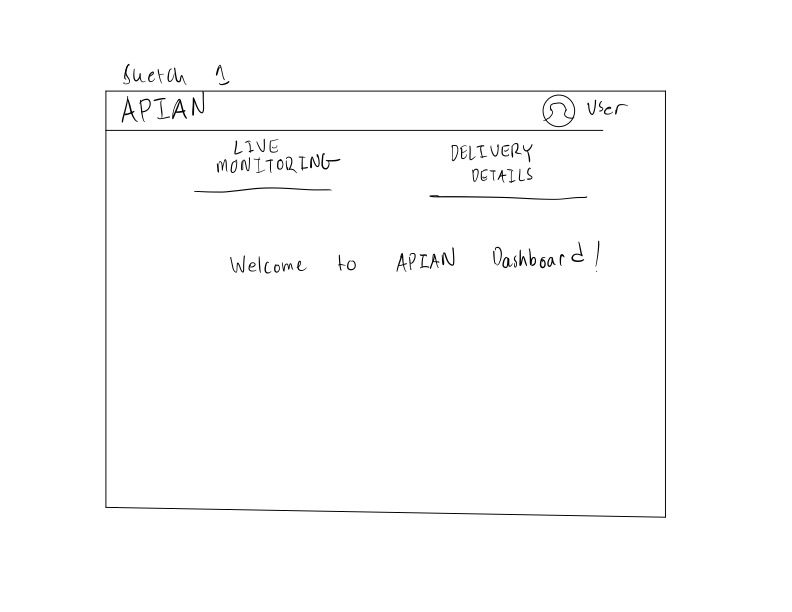 Sketch 1
APIAN
User
LIVE
MONITORING
DELIVERY
DETAILS
Welcome to APIAN Dashboard!